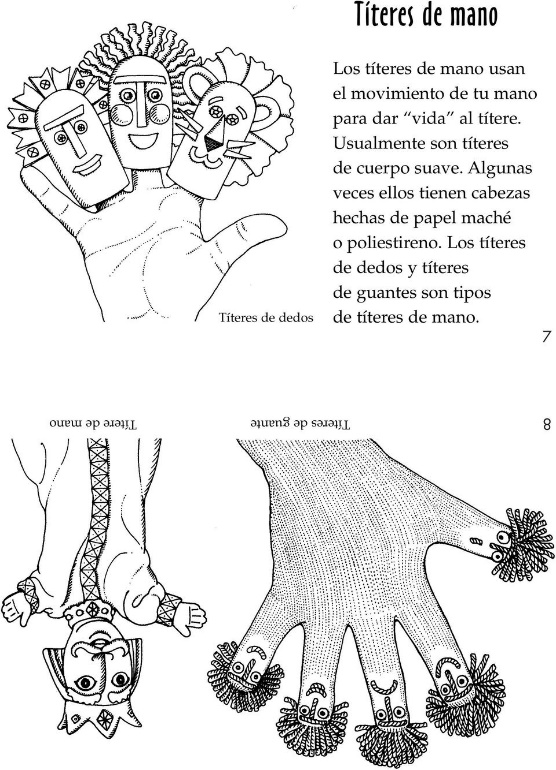 Títeres de mano
Los títeres de mano usan
el movimiento de tu mano
para dar “vida” al títere.
Usualmente son títeres
de cuerpo suave. Algunas
veces ellos tienen cabezas
hechas de papel maché
o poliestireno. Los títeres
de dedos y títeres
de guantes son tipos
de títeres de mano.
Títeres de dedos
7
8
Títeres de guante
Títere de mano